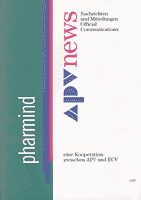 Nachrichten
und Mitteilungen
Official
Communications
apv news
pharmind
eine Kooperation
zwischen APV und ECV